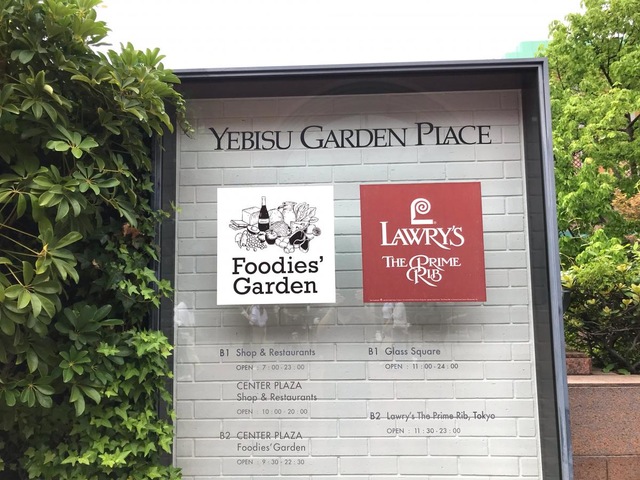 YEBISU GARDEN PLACE
Foodies'
Garden
LAWRY'S
THE PRIME
RIB
B1 Shop & Restaurants
OPEN : 7 : 00 - 23 : 00
CENTER PLAZA
Shop & Restaurants
OPEN : 10 : 00 - 20 : 00
B2 CENTER PLAZA
Foodies' Garden
OPEN : 9 : 30 - 22 : 30
B1 Glass Square
OPEN : 11 : 00 - 24 : 00
B2 Lawry's The Prime Rib, Tokyo
OPEN : 11 : 30 - 23 : 00